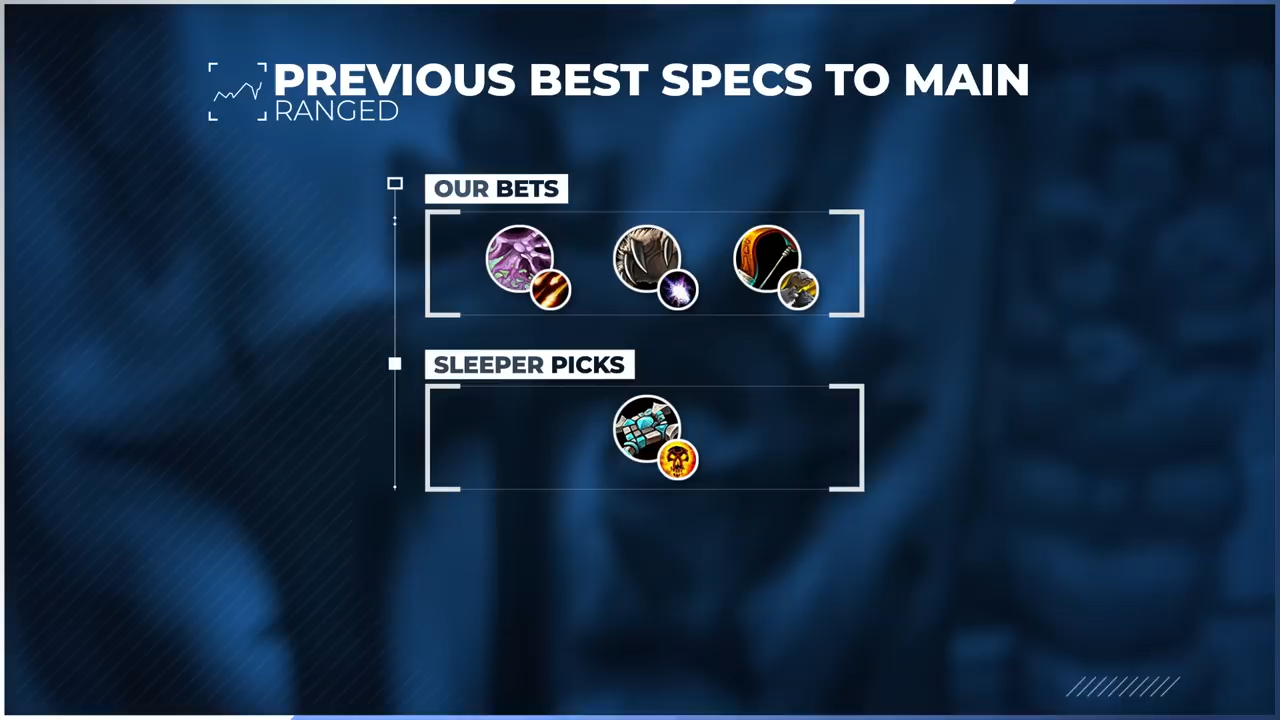 PREVIOUS BEST SPECS TO MAIN
RANGED
OUR BETS
SLEEPER PICKS